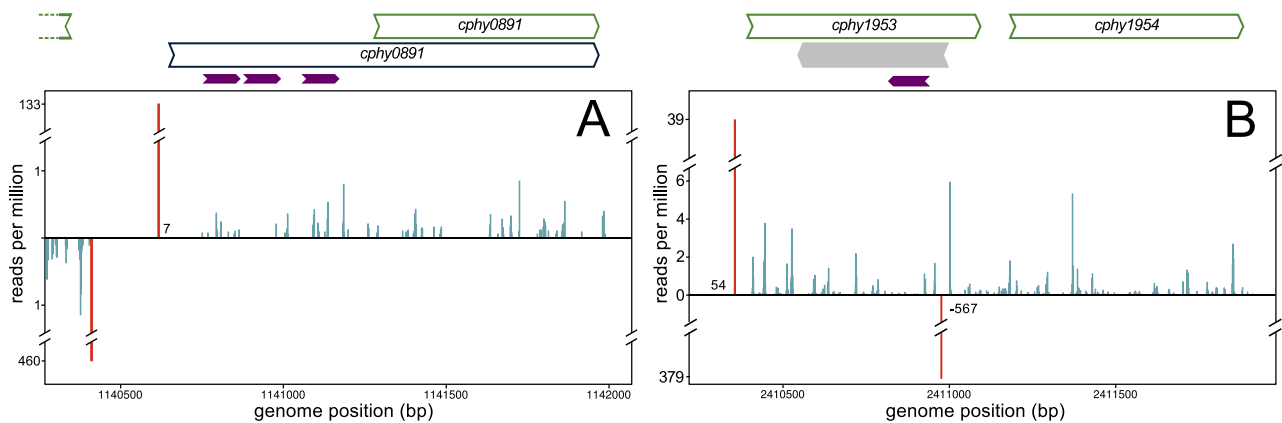 cphy0891
cphy0891
A
133
1
7
1
460
reads per million
1140500
1141000
1141500
1142000
genome position (bp)
cphy1953
cphy1954
B
39
6
4
2
54
0
-567
379
reads per million
2410500
2411000
2411500
genome position (bp)